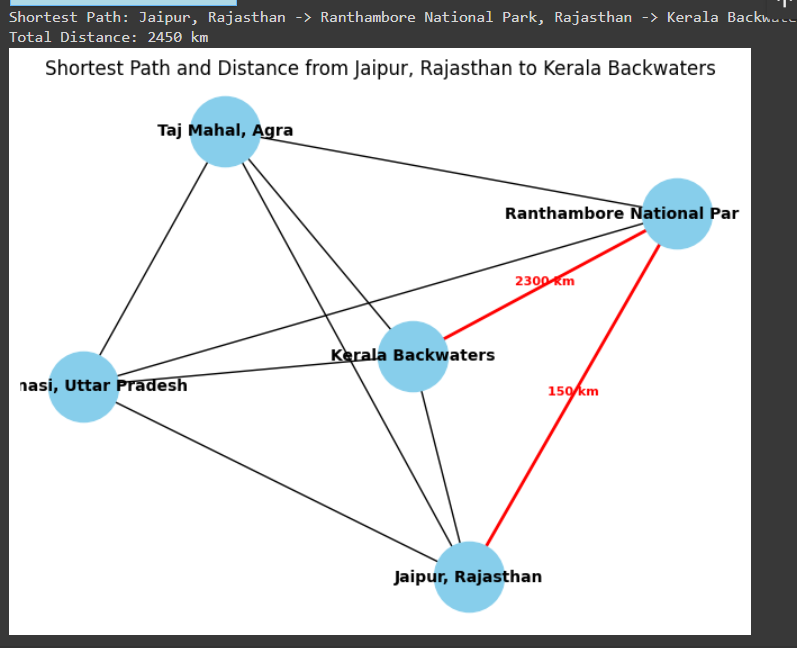 Shortest Path: Jaipur, Rajasthan -> Ranthambore National Park, Rajasthan -> Kerala
Total Distance: 2450 km
Shortest Path and Distance from Jaipur, Rajasthan to Kerala Backwaters
Taj Mahal, Agra
Ranthambore National Par
2300 km
Kerala Backwaters
nasi, Uttar Pradesh
150 km
Jaipur, Rajasthan